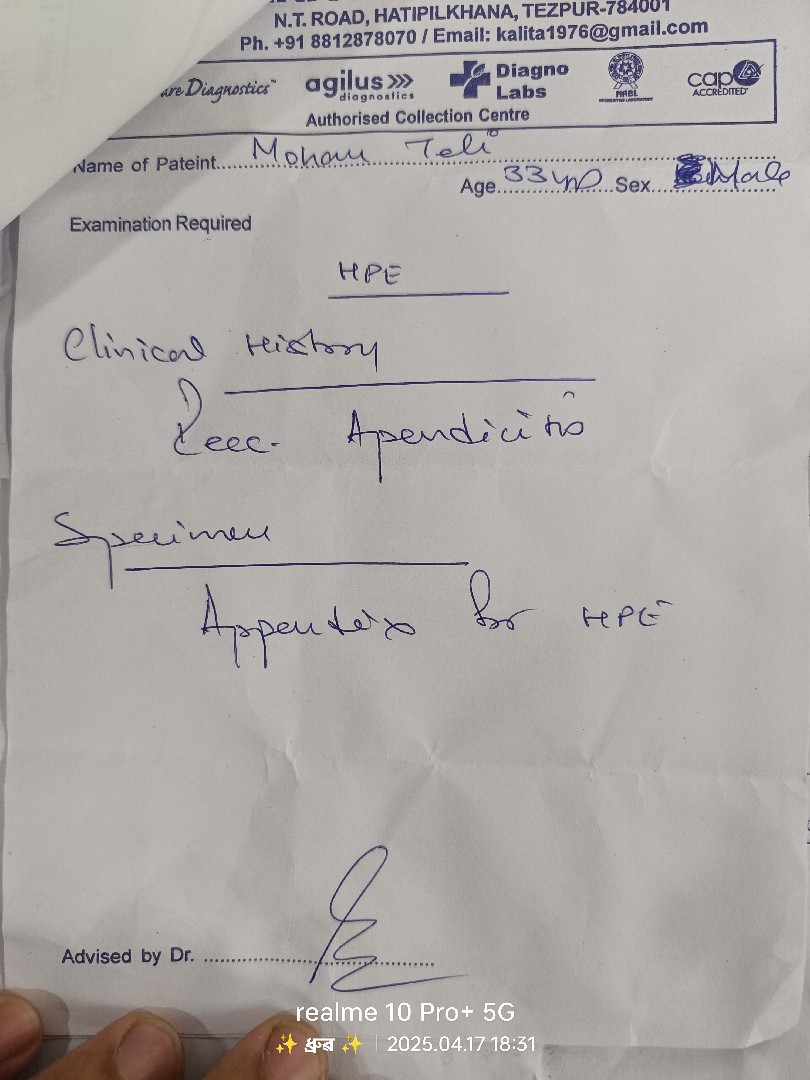 N.T. ROAD, HATIPILKHANA, TEZPUR-784001
Ph. +91 8812878070 / Email: kalita1976@gmail.com
are Diagnostics™ agilus diagnostics Diagno Labs NABL cap ACCREDITED
Authorised Collection Centre
Name of Pateint.....Mohan Teli
Age.....33 yrs.....Sex.....Male
Examination Required
HPE
Clinical History
Recc. Apendicitis
Specimen
Appendix for HPE
Advised by Dr. .....
realme 10 Pro+ 5G
✨ ধ্রুৱ ✨ | 2025.04.17 18:31